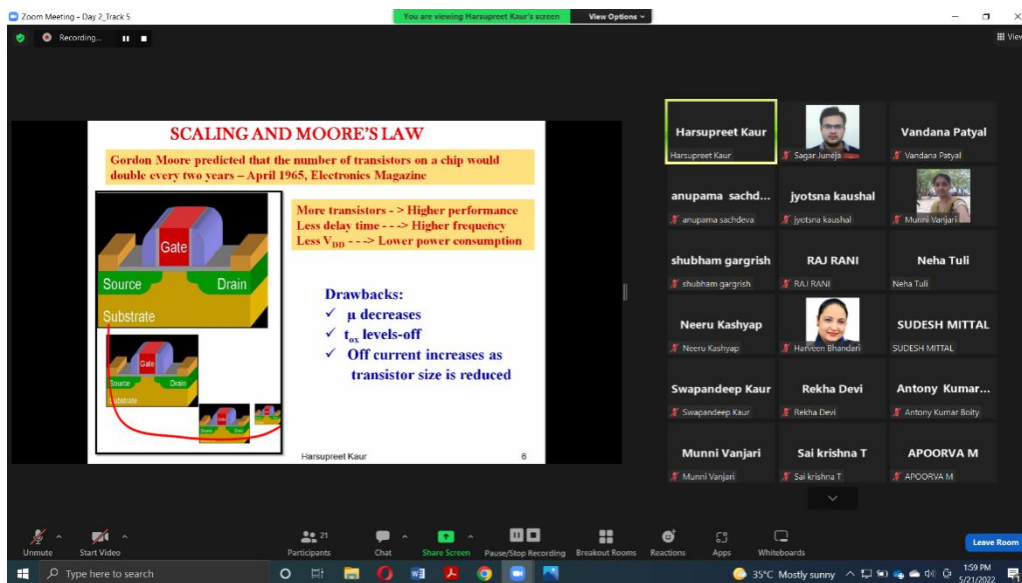 Zoom Meeting - Day 2_Track 5
You are viewing Harsupreet Kaur's screen
View Options
Recording...
View
SCALING AND MOORE'S LAW
Gordon Moore predicted that the number of transistors on a chip would
double every two years – April 1965, Electronics Magazine
More transistors - > Higher performance
Less delay time - - -> Higher frequency
Less VDD - - --> Lower power consumption
Gate
Source
Drain
Substrate
Gate
Source
Drain
Substrate
Drawbacks:
✓ μ decreases
✓ tox levels-off
✓ Off current increases as
transistor size is reduced
Harsupreet Kaur
6
Harsupreet Kaur
Harsupreet Kaur
Sagar Juneja
Vandana Patyal
Vandana Patyal
anupama sachd...
anupama sachdeva
jyotsna kaushal
jyotsna kaushal
Munni Vanjari
shubham gargrish
shubham gargrish
RAJ RANI
RAJ RANI
Neha Tuli
Neha Tuli
Neeru Kashyap
Neeru Kashyap
Harveen Bhandari
SUDESH MITTAL
SUDESH MITTAL
Swapandeep Kaur
Swapandeep Kaur
Rekha Devi
Rekha Devi
Antony Kumar...
Antony Kumar Boity
Munni Vanjari
Munni Vanjari
Sai krishna T
Sai krishna T
APOORVA M
APOORVA M
Unmute
Start Video
Participants
21
Chat
Share Screen
Pause/Stop Recording
Breakout Rooms
Reactions
Apps
Whiteboards
Leave Room
Type here to search
35°C Mostly sunny
1:59 PM
5/21/2022